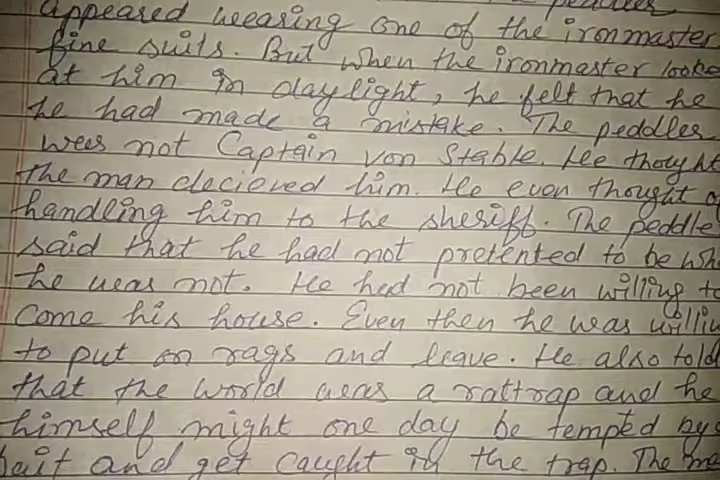 peddler
appeared wearing one of the ironmaster
fine suits. But when the ironmaster looke
at him in daylight, he felt that he
he had made a mistake. The peddler
was not Captain von Stable. He thought
the man decieved him. He even thought o
handling him to the sheriff. The peddle
said that he had not pretented to be wh
he was not. He had not been willing to
come his house. Even then he was willin
to put on rags and leave. He also told
that the world was a rattrap and he
himself might one day be tempted by
bait and get caught in the trap. The